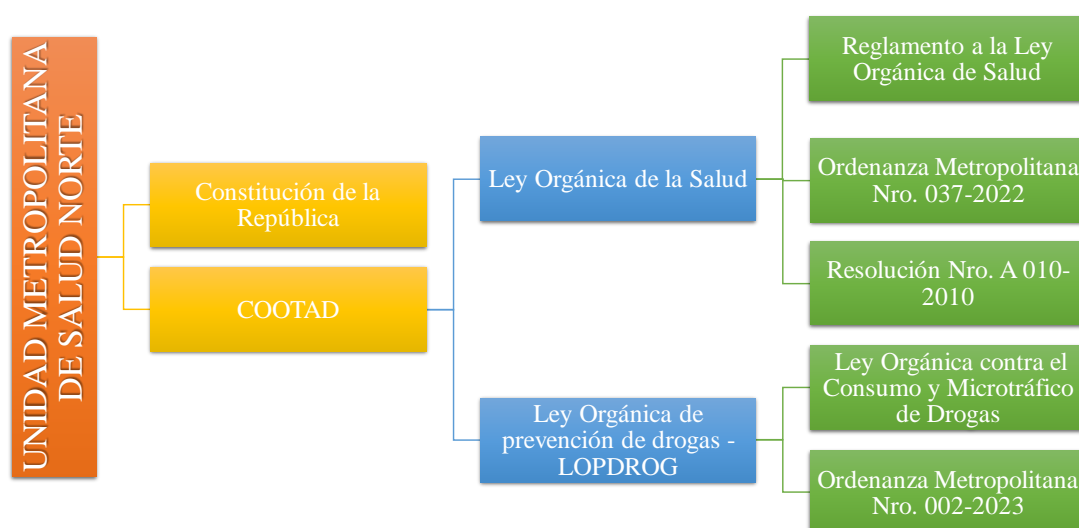 UNIDAD METROPOLITANA
DE SALUD NORTE
Constitución de la
República
COOTAD
Ley Orgánica de la Salud
Ley Orgánica de
prevención de drogas -
LOPDROG
Reglamento a la Ley
Orgánica de Salud
Ordenanza Metropolitana
Nro. 037-2022
Resolución Nro. A 010-
2010
Ley Orgánica contra el
Consumo y Microtráfico
de Drogas
Ordenanza Metropolitana
Nro. 002-2023